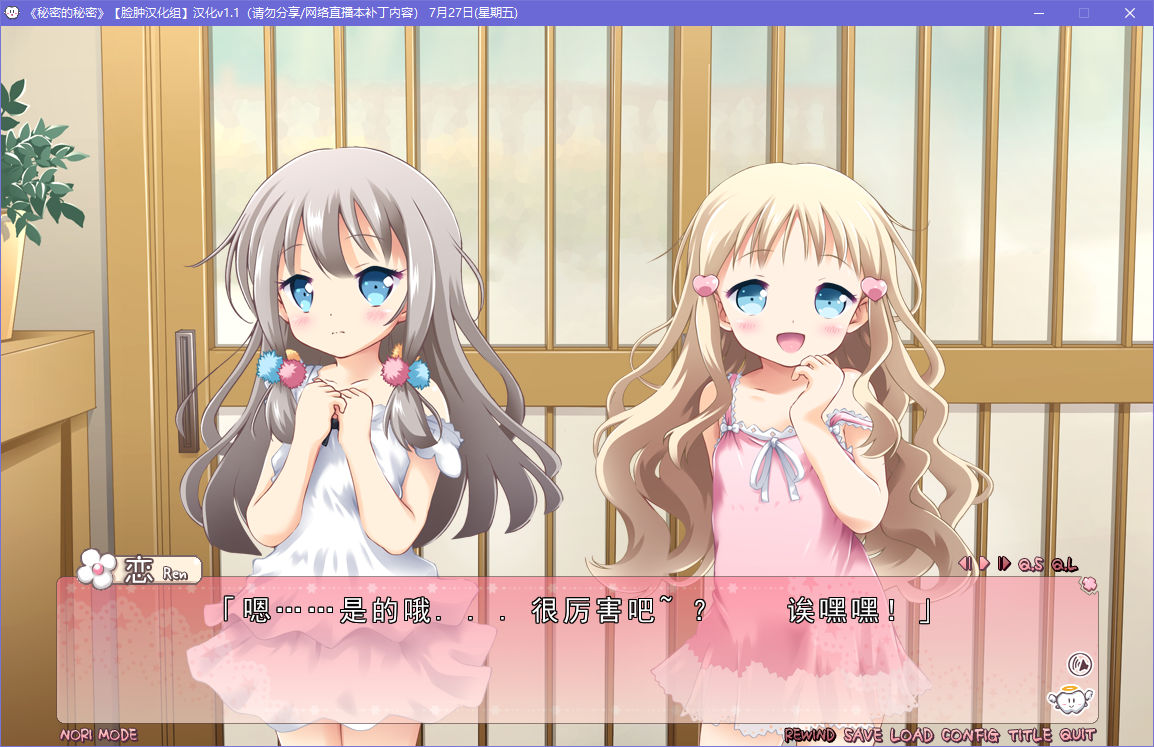 《秘密的秘密》【脸肿汉化组】汉化v1.1（请勿分享/网络直播本补丁内容） 7月27日(星期五)
恋 Ren
Q.S Q.L
「嗯……是的哦．．．很厉害吧~？　　诶嘿嘿！」
NORI MODE
REWIND SAVE LOAD CONFIG TITLE QUIT